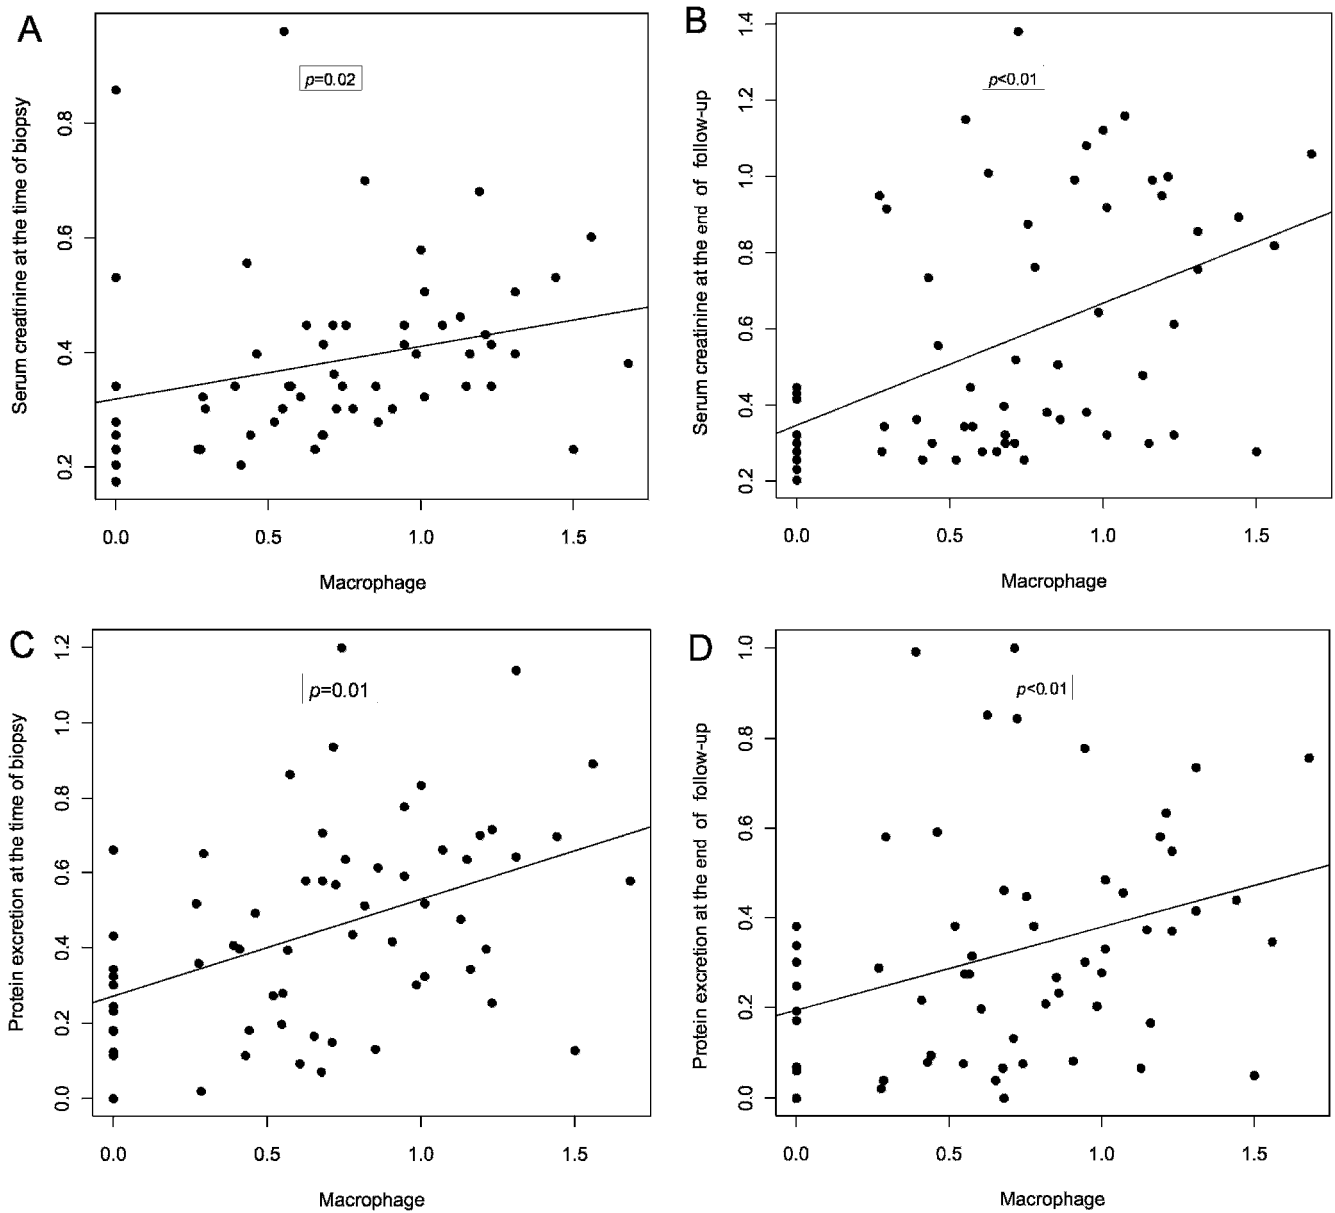 A
p=0.02
Serum creatinine at the time of biopsy
0.8
0.6
0.4
0.2
0.0 0.5 1.0 1.5
Macrophage
B
p<0.01
Serum creatinine at the end of follow-up
1.4
1.2
1.0
0.8
0.6
0.4
0.2
0.0 0.5 1.0 1.5
Macrophage
C
p=0.01
Protein excretion at the time of biopsy
1.2
1.0
0.8
0.6
0.4
0.2
0.0
0.0 0.5 1.0 1.5
Macrophage
D
p<0.01
Protein excretion at the end of follow-up
1.0
0.8
0.6
0.4
0.2
0.0
0.0 0.5 1.0 1.5
Macrophage